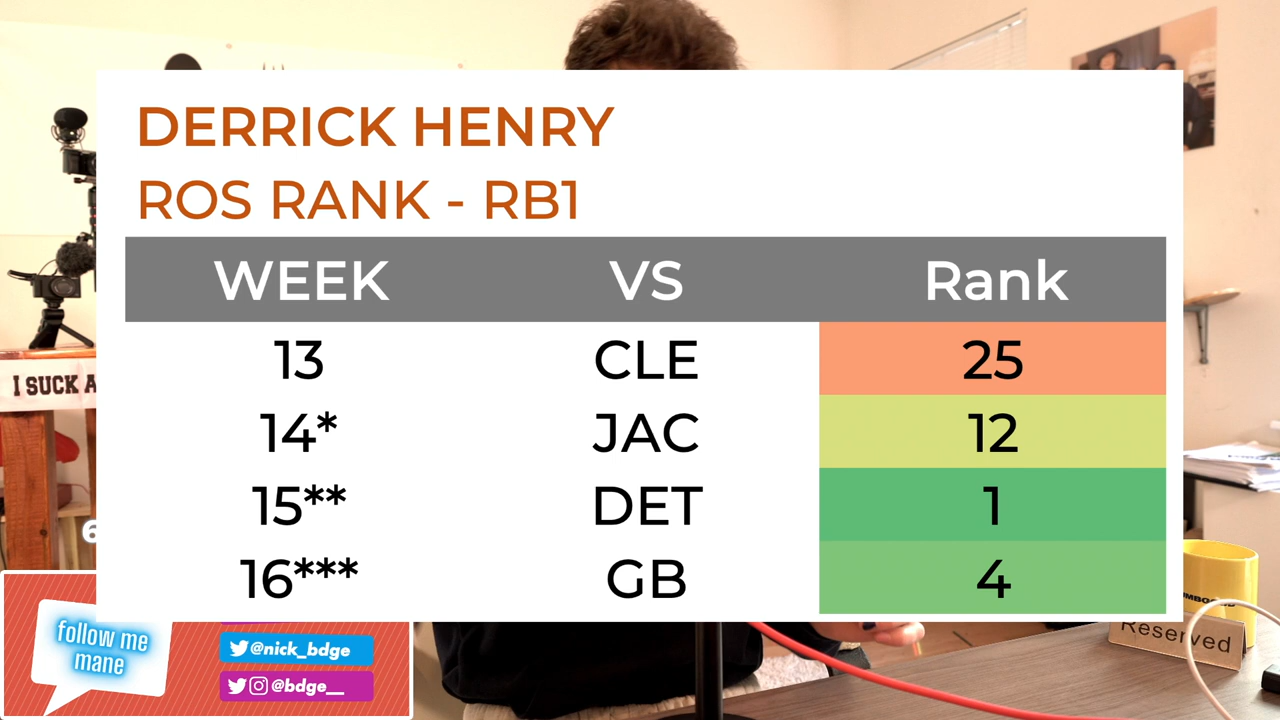 DERRICK HENRY
ROS RANK - RB1
WEEK VS Rank
13 CLE 25
14* JAC 12
15** DET 1
16*** GB 4
I SUCK A
6
follow me
mane
@nick_bdge
@bdge__
Reserved